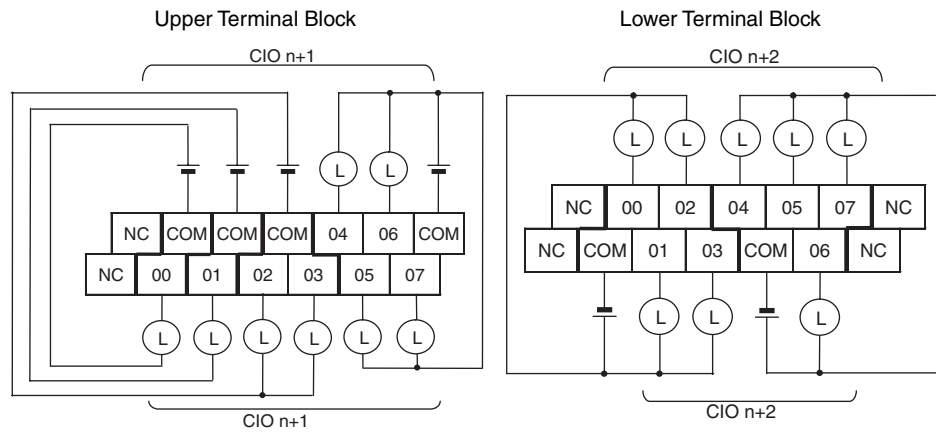 Upper Terminal Block
Lower Terminal Block
CIO n+1
CIO n+2
L L
L L L L L
NC COM COM COM 04 06 COM
NC 00 02 04 05 07 NC
NC 00 01 02 03 05 07
NC COM 01 03 COM 06 NC
L L L L L L
L L L
CIO n+1
CIO n+2